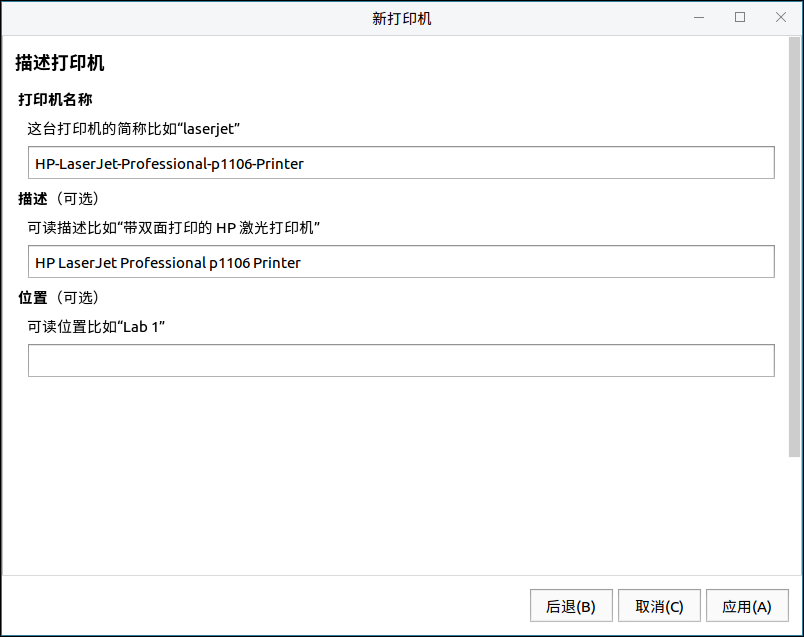 新打印机
描述打印机
打印机名称
这台打印机的简称比如“laserjet”
HP-LaserJet-Professional-p1106-Printer
描述（可选）
可读描述比如“带双面打印的 HP 激光打印机”
HP LaserJet Professional p1106 Printer
位置（可选）
可读位置比如“Lab 1”
后退(B) 取消(C) 应用(A)